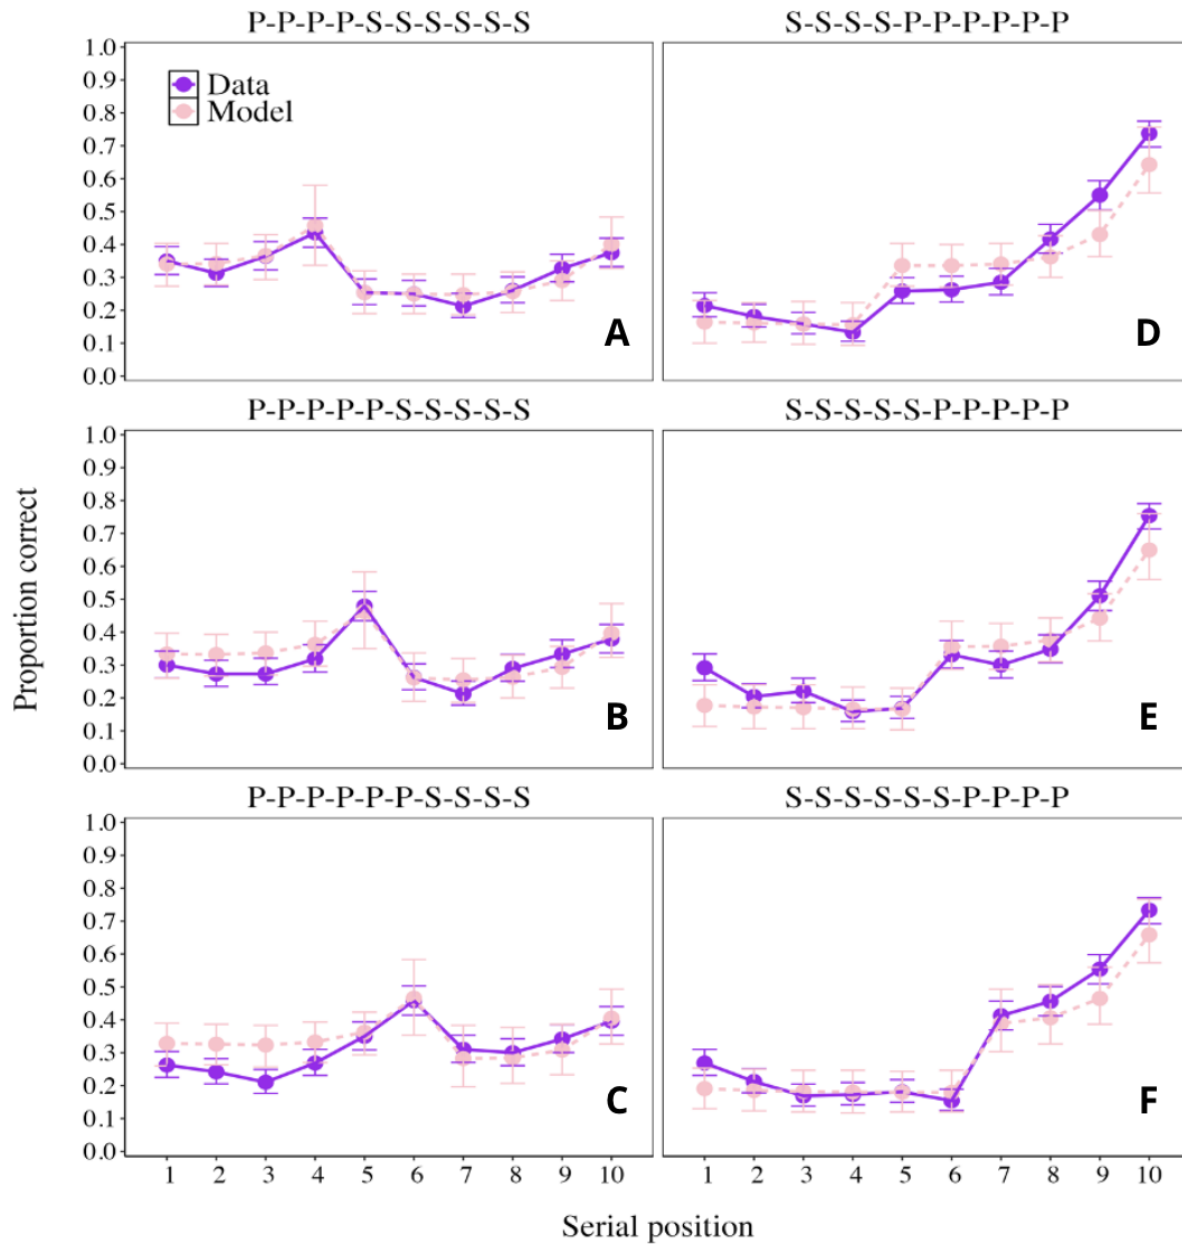 P-P-P-P-S-S-S-S-S-S
S-S-S-S-P-P-P-P-P-P
1.0
0.9
0.8
0.7
0.6
0.5
0.4
0.3
0.2
0.1
0.0
Data
Model
A
D
P-P-P-P-P-S-S-S-S-S
S-S-S-S-S-P-P-P-P-P
1.0
0.9
0.8
0.7
0.6
0.5
0.4
0.3
0.2
0.1
0.0
B
E
P-P-P-P-P-P-S-S-S-S
S-S-S-S-S-S-P-P-P-P
1.0
0.9
0.8
0.7
0.6
0.5
0.4
0.3
0.2
0.1
0.0
C
F
1 2 3 4 5 6 7 8 9 10
1 2 3 4 5 6 7 8 9 10
Proportion correct
Serial position